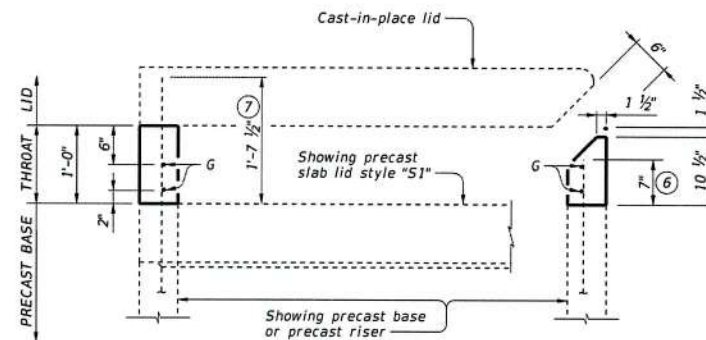 Cast-in-place lid
6"
1 ½"
1 ½"
LID
7
1'-7 ½"
THROAT
1'-0"
6"
G
Showing precast
slab lid style "S1"
G
7"
6
10 ½"
2"
PRECAST BASE
Showing precast base
or precast riser